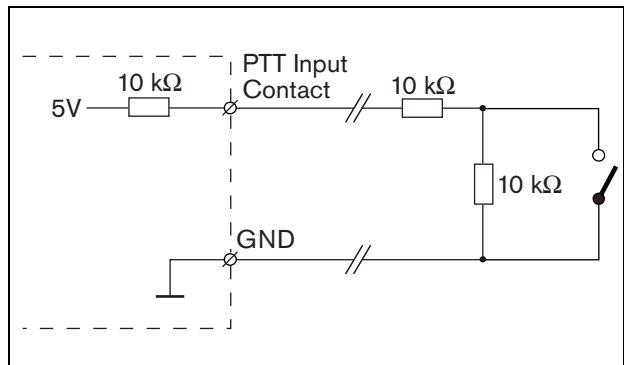 PTT Input
Contact
10 kΩ
10 kΩ
5V
10 kΩ
GND